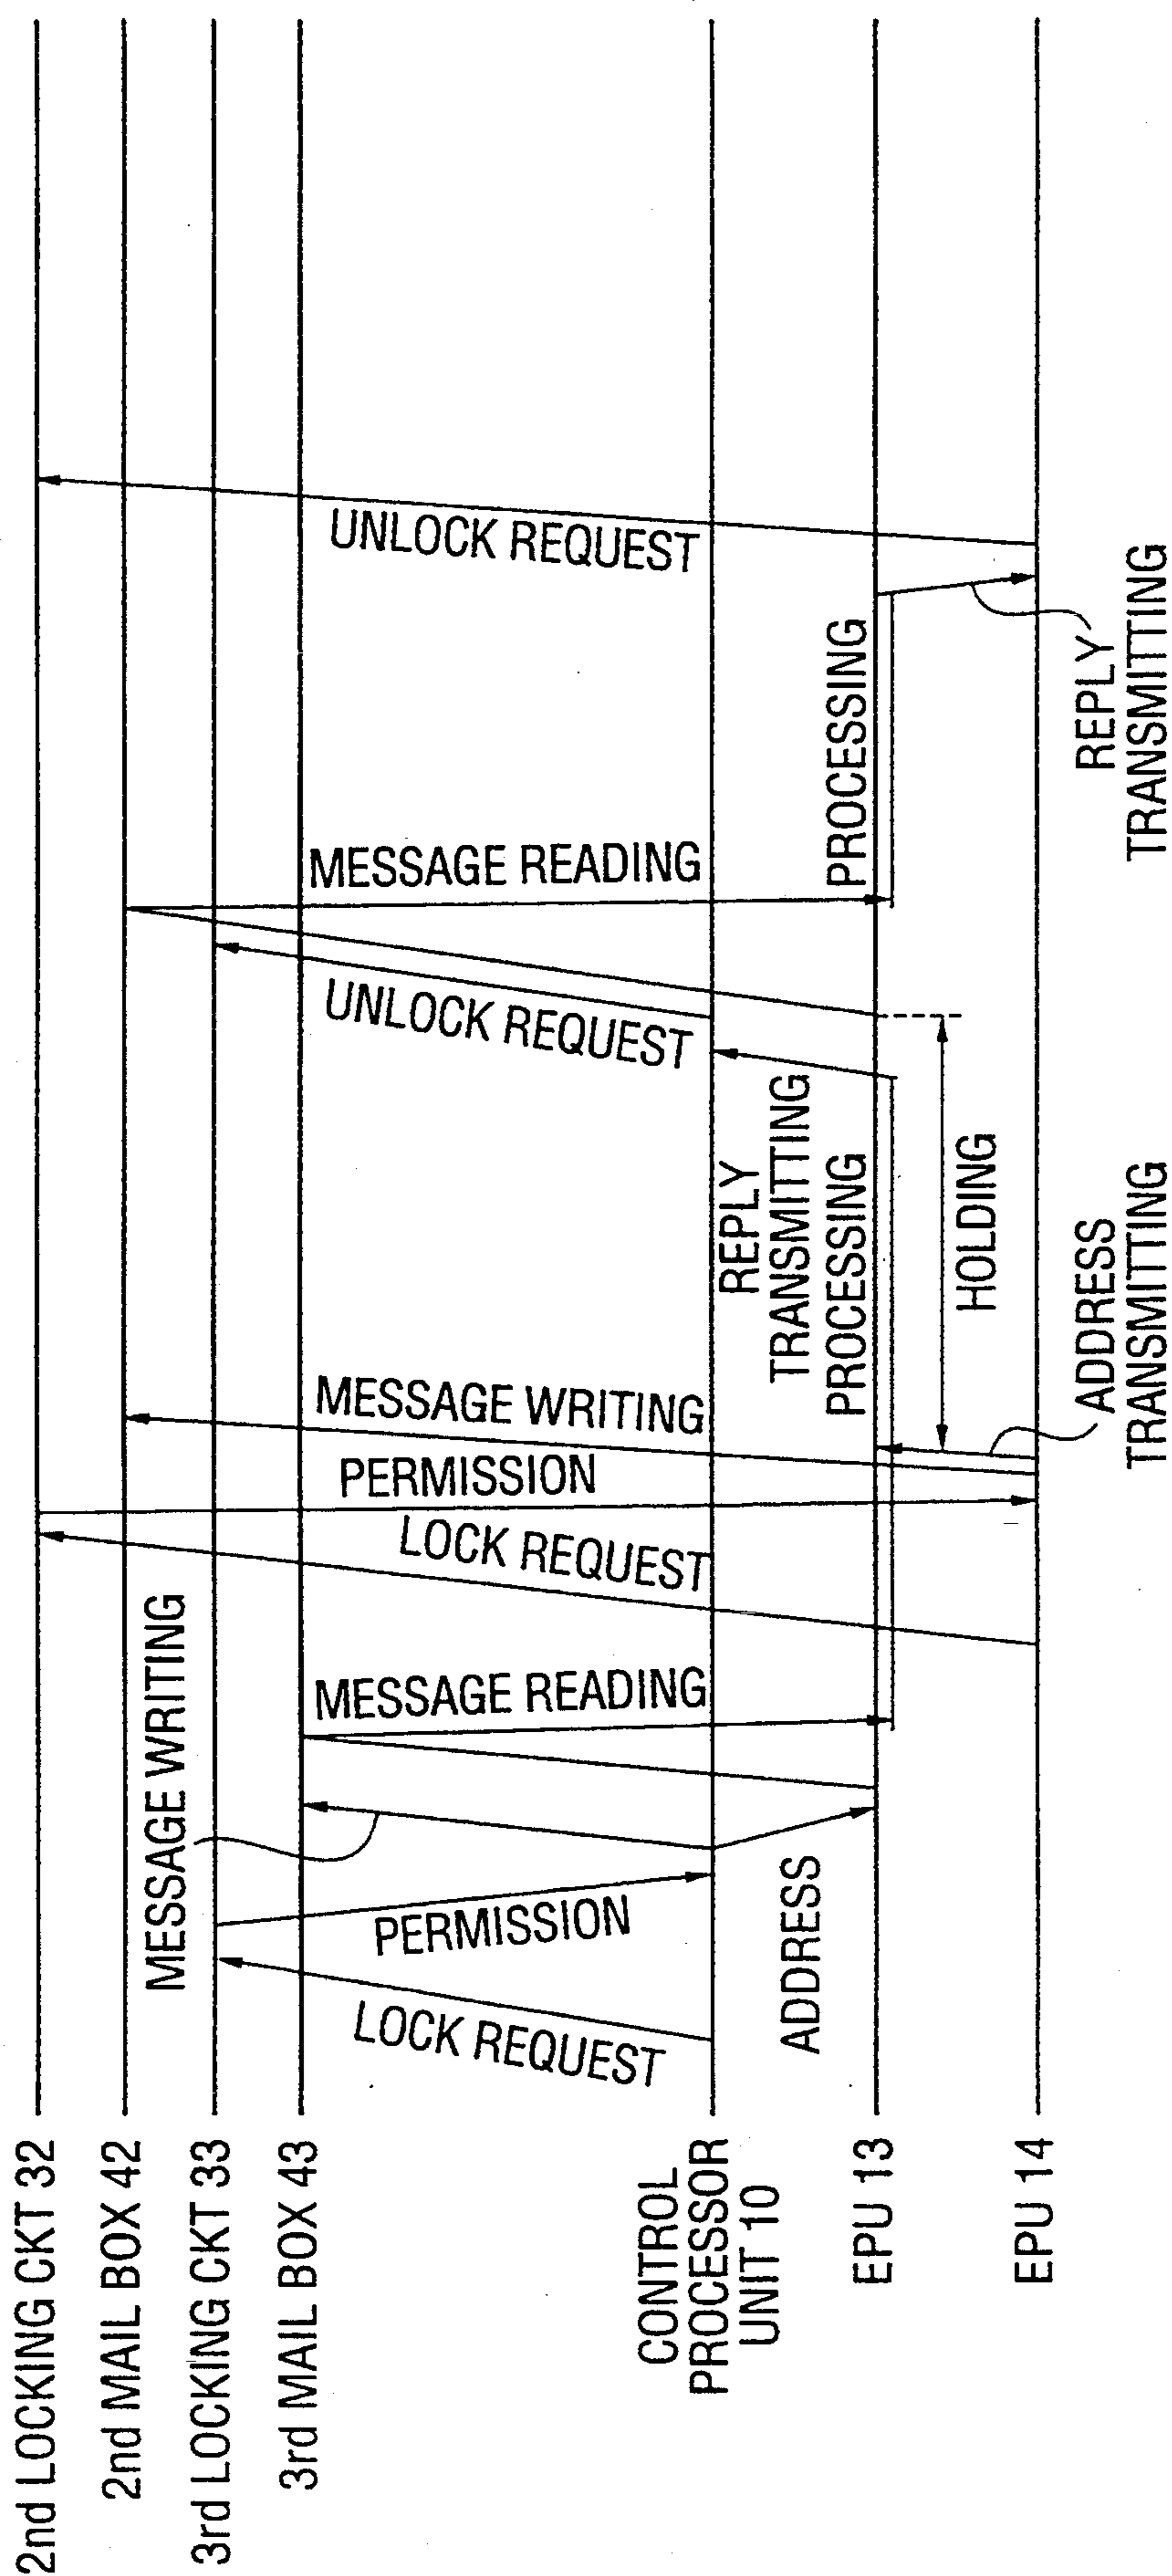 2nd LOCKING CKT 32
2nd MAIL BOX 42
3rd LOCKING CKT 33
3rd MAIL BOX 43
CONTROL
PROCESSOR
UNIT 10
EPU 13
EPU 14
LOCK REQUEST
PERMISSION
MESSAGE WRITING
ADDRESS
MESSAGE READING
LOCK REQUEST
PERMISSION
MESSAGE WRITING
ADDRESS
TRANSMITTING
HOLDING
PROCESSING
REPLY
TRANSMITTING
UNLOCK REQUEST
MESSAGE READING
PROCESSING
REPLY
TRANSMITTING
UNLOCK REQUEST